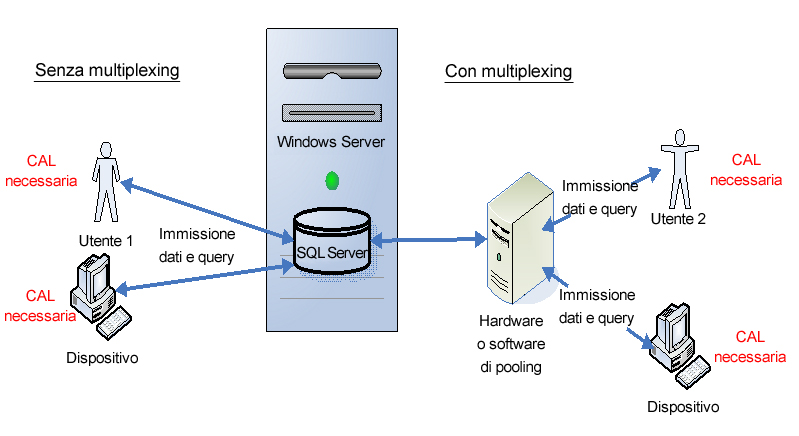 Senza multiplexing
Con multiplexing
Windows Server
CAL
necessaria
Utente 1
Immissione
dati e query
SQL Server
CAL
necessaria
Dispositivo
Immissione
dati e query
CAL
necessaria
Utente 2
Hardware
o software
di pooling
Immissione
dati e query
CAL
necessaria
Dispositivo